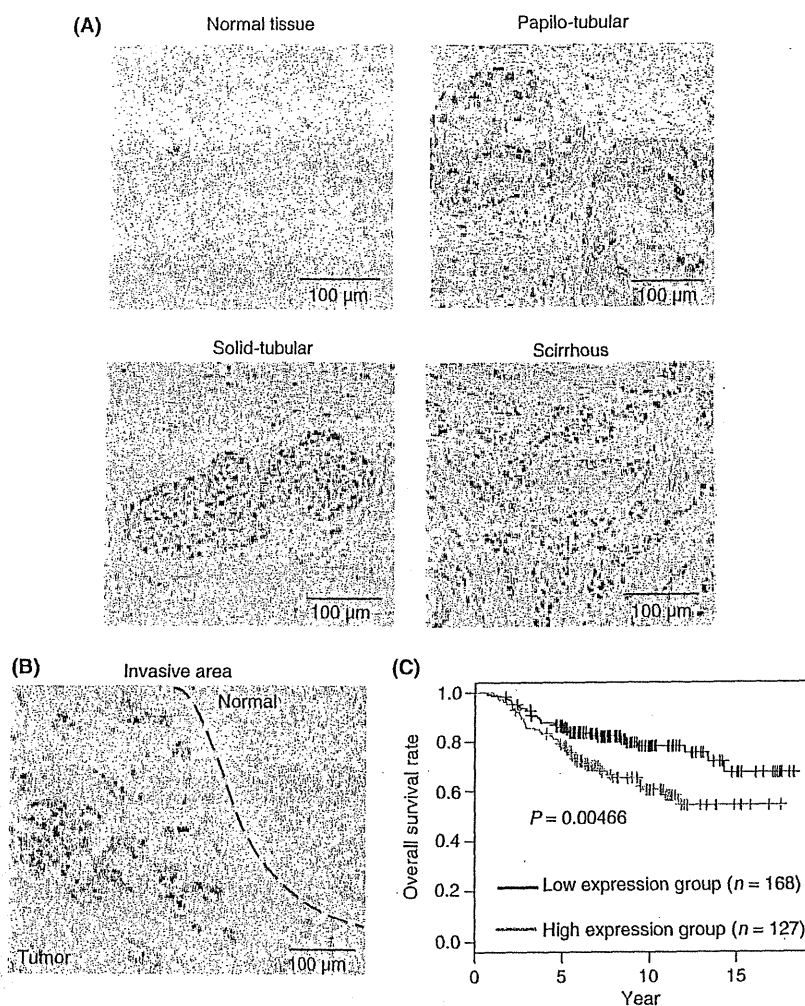 (A)
Normal tissue
Papilo-tubular
100 µm
100 µm
Solid-tubular
Scirrhous
100 µm
100 µm
(B)
Invasive area
Normal
Tumor
100 µm
(C)
Overall survival rate
1.0
0.8
0.6
0.4
0.2
0.0
P = 0.00466
Low expression group (n = 168)
High expression group (n = 127)
0
5
10
15
Year